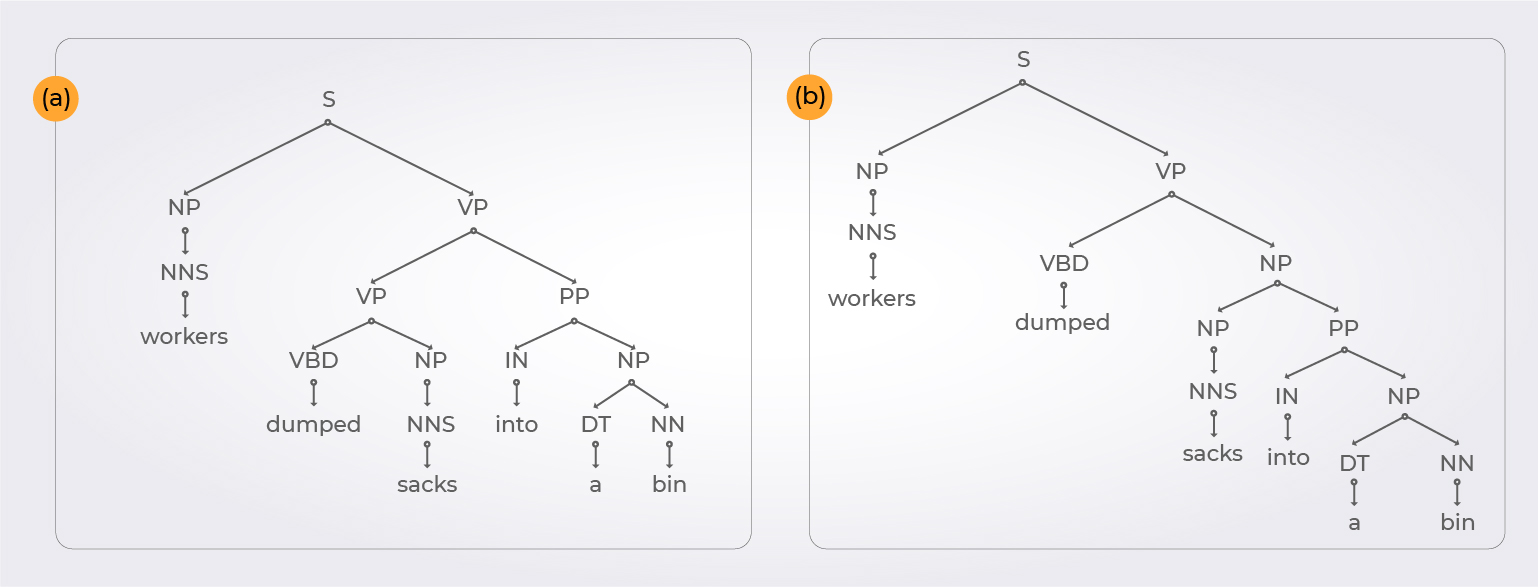 (a)
S
NP VP
NNS VP PP
workers VBD NP IN NP
dumped NNS into DT NN
sacks a bin
(b)
S
NP VP
NNS VBD NP
workers dumped NP PP
NNS IN NP
sacks into DT NN
a bin